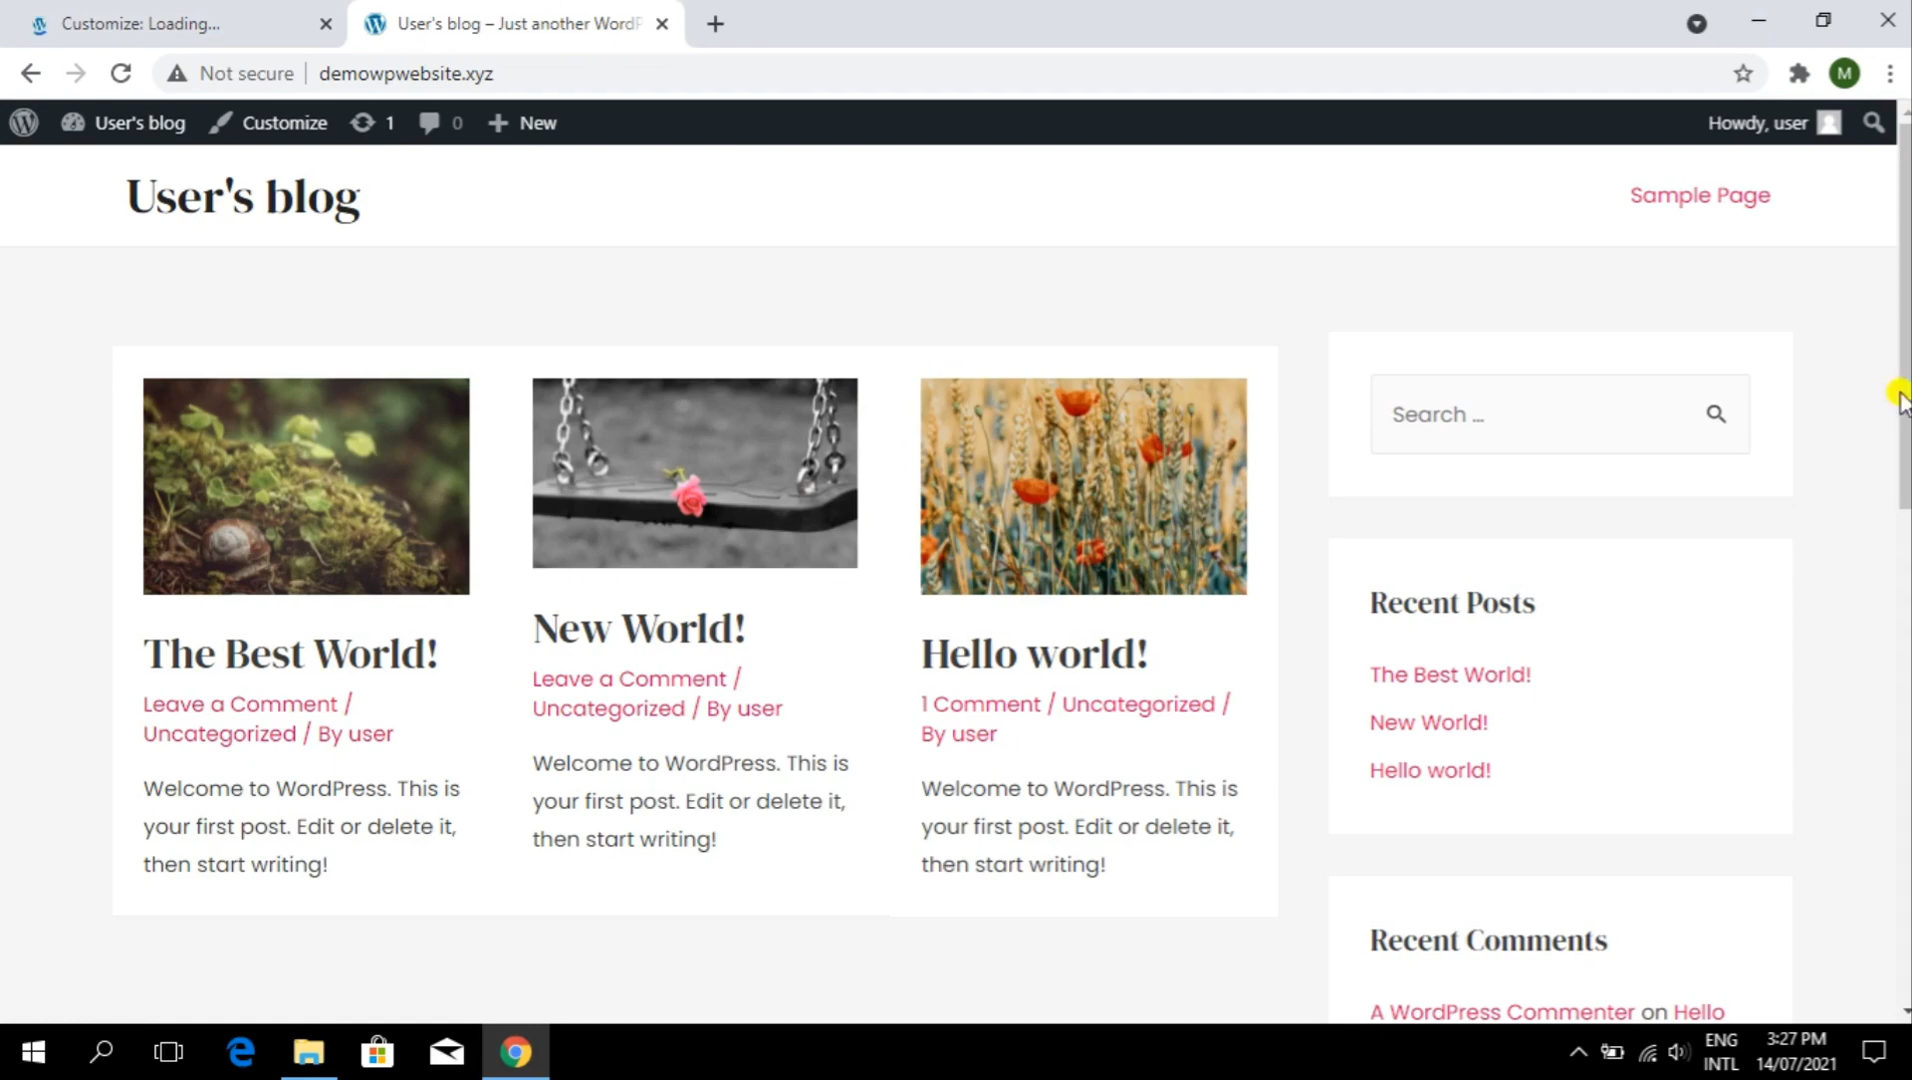 Customize: Loading...
User's blog – Just another WordP
Not secure
demowpwebsite.xyz
M
User's blog
Customize
1
0
New
Howdy, user
User's blog
Sample Page
The Best World!
Leave a Comment /
Uncategorized / By user
Welcome to WordPress. This is
your first post. Edit or delete it,
then start writing!
New World!
Leave a Comment /
Uncategorized / By user
Welcome to WordPress. This is
your first post. Edit or delete it,
then start writing!
Hello world!
1 Comment / Uncategorized /
By user
Welcome to WordPress. This is
your first post. Edit or delete it,
then start writing!
Search ...
Recent Posts
The Best World!
New World!
Hello world!
Recent Comments
A WordPress Commenter on Hello
ENG
INTL
3:27 PM
14/07/2021